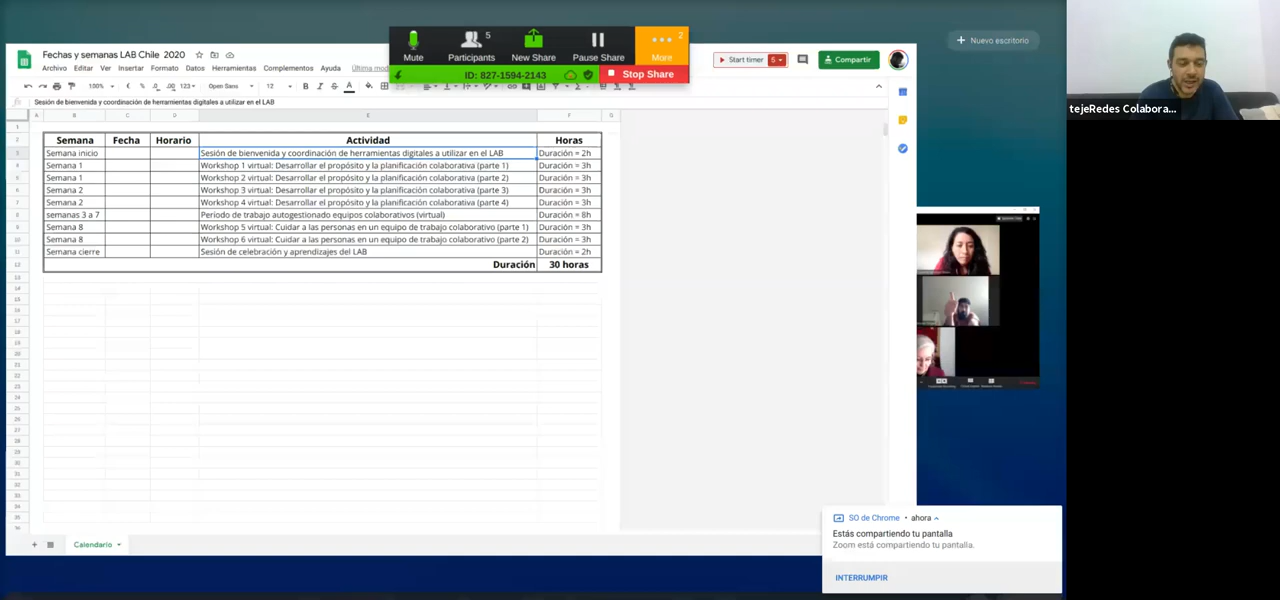 Fechas y semanas LAB Chile 2020
Archivo Editar Ver Insertar Formato Datos Herramientas Complementos Ayuda
Mute
Participants 5
New Share
Pause Share
More 2
ID: 827-1594-2143
Stop Share
Start timer
Compartir
Nuevo escritorio
tejeRedes Colabora...
100%
123
Open Sans
12
Sesión de bienvenida y coordinación de herramientas digitales a utilizar en el LAB
A B C D E F G
Semana Fecha Horario Actividad Horas
Semana inicio Sesión de bienvenida y coordinación de herramientas digitales a utilizar en el LAB Duración = 2h
Semana 1 Workshop 1 virtual: Desarrollar el propósito y la planificación colaborativa (parte 1) Duración = 3h
Semana 1 Workshop 2 virtual: Desarrollar el propósito y la planificación colaborativa (parte 2) Duración = 3h
Semana 2 Workshop 3 virtual: Desarrollar el propósito y la planificación colaborativa (parte 3) Duración = 3h
Semana 2 Workshop 4 virtual: Desarrollar el propósito y la planificación colaborativa (parte 4) Duración = 3h
semanas 3 a 7 Período de trabajo autogestionado equipos colaborativos (virtual) Duración = 8h
Semana 8 Workshop 5 virtual: Cuidar a las personas en un equipo de trabajo colaborativo (parte 1) Duración = 3h
Semana 8 Workshop 6 virtual: Cuidar a las personas en un equipo de trabajo colaborativo (parte 2) Duración = 3h
Semana cierre Sesión de celebración y aprendizajes del LAB Duración = 2h
Duración 30 horas
Calendario
SO de Chrome • ahora
Estás compartiendo tu pantalla
Zoom está compartiendo tu pantalla.
INTERRUMPIR